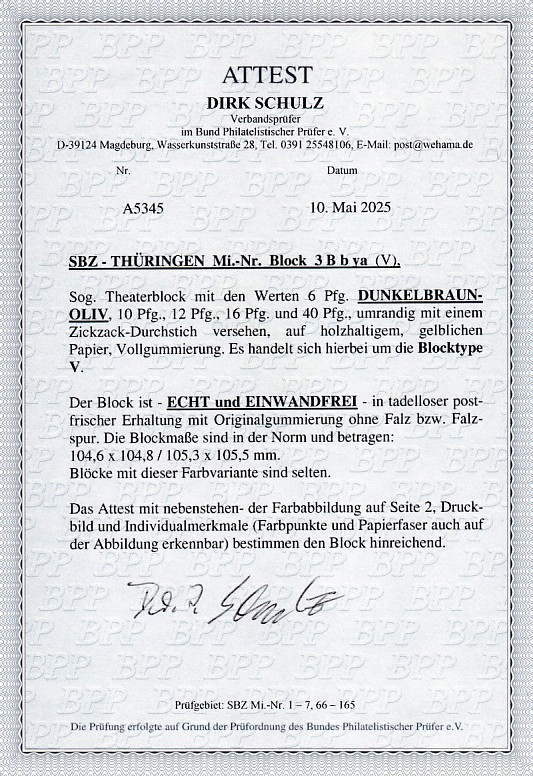 ATTEST
DIRK SCHULZ
Verbandsprüfer
im Bund Philatelistischer Prüfer e. V.
D-39124 Magdeburg, Wasserkunststraße 28, Tel. 0391 25548106, E-Mail: post@wehama.de
Nr. Datum
A5345 10. Mai 2025
SBZ - THÜRINGEN Mi.-Nr. Block 3 B b ya (V),
Sog. Theaterblock mit den Werten 6 Pfg. DUNKELBRAUN-
OLIV, 10 Pfg., 12 Pfg., 16 Pfg. und 40 Pfg., umrandig mit einem
Zickzack-Durchstich versehen, auf holzhaltigem, gelblichen
Papier, Vollgummierung. Es handelt sich hierbei um die Blocktype
V.
Der Block ist - ECHT und EINWANDFREI - in tadelloser post-
frischer Erhaltung mit Originalgummierung ohne Falz bzw. Falz-
spur. Die Blockmaße sind in der Norm und betragen:
104,6 x 104,8 / 105,3 x 105,5 mm.
Blöcke mit dieser Farbvariante sind selten.
Das Attest mit nebenstehen- der Farbabbildung auf Seite 2, Druck-
bild und Individualmerkmale (Farbpunkte und Papierfaser auch auf
der Abbildung erkennbar) bestimmen den Block hinreichend.
Prüfgebiet: SBZ Mi.-Nr. 1 – 7, 66 - 165
Die Prüfung erfolgte auf Grund der Prüfordnung des Bundes Philatelistischer Prüfer e.V.